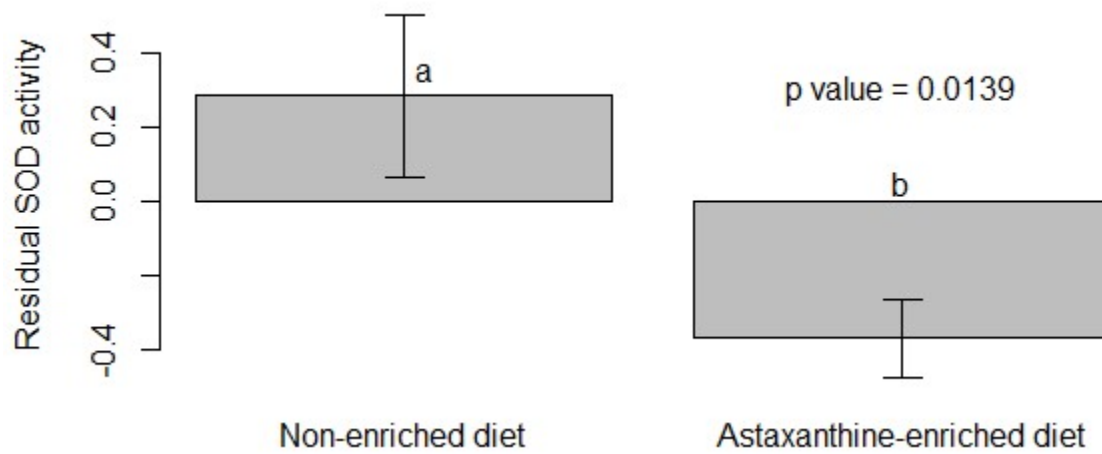 Residual SOD activity
0.4
0.2
0.0
-0.4
a
p value = 0.0139
b
Non-enriched diet
Astaxanthine-enriched diet